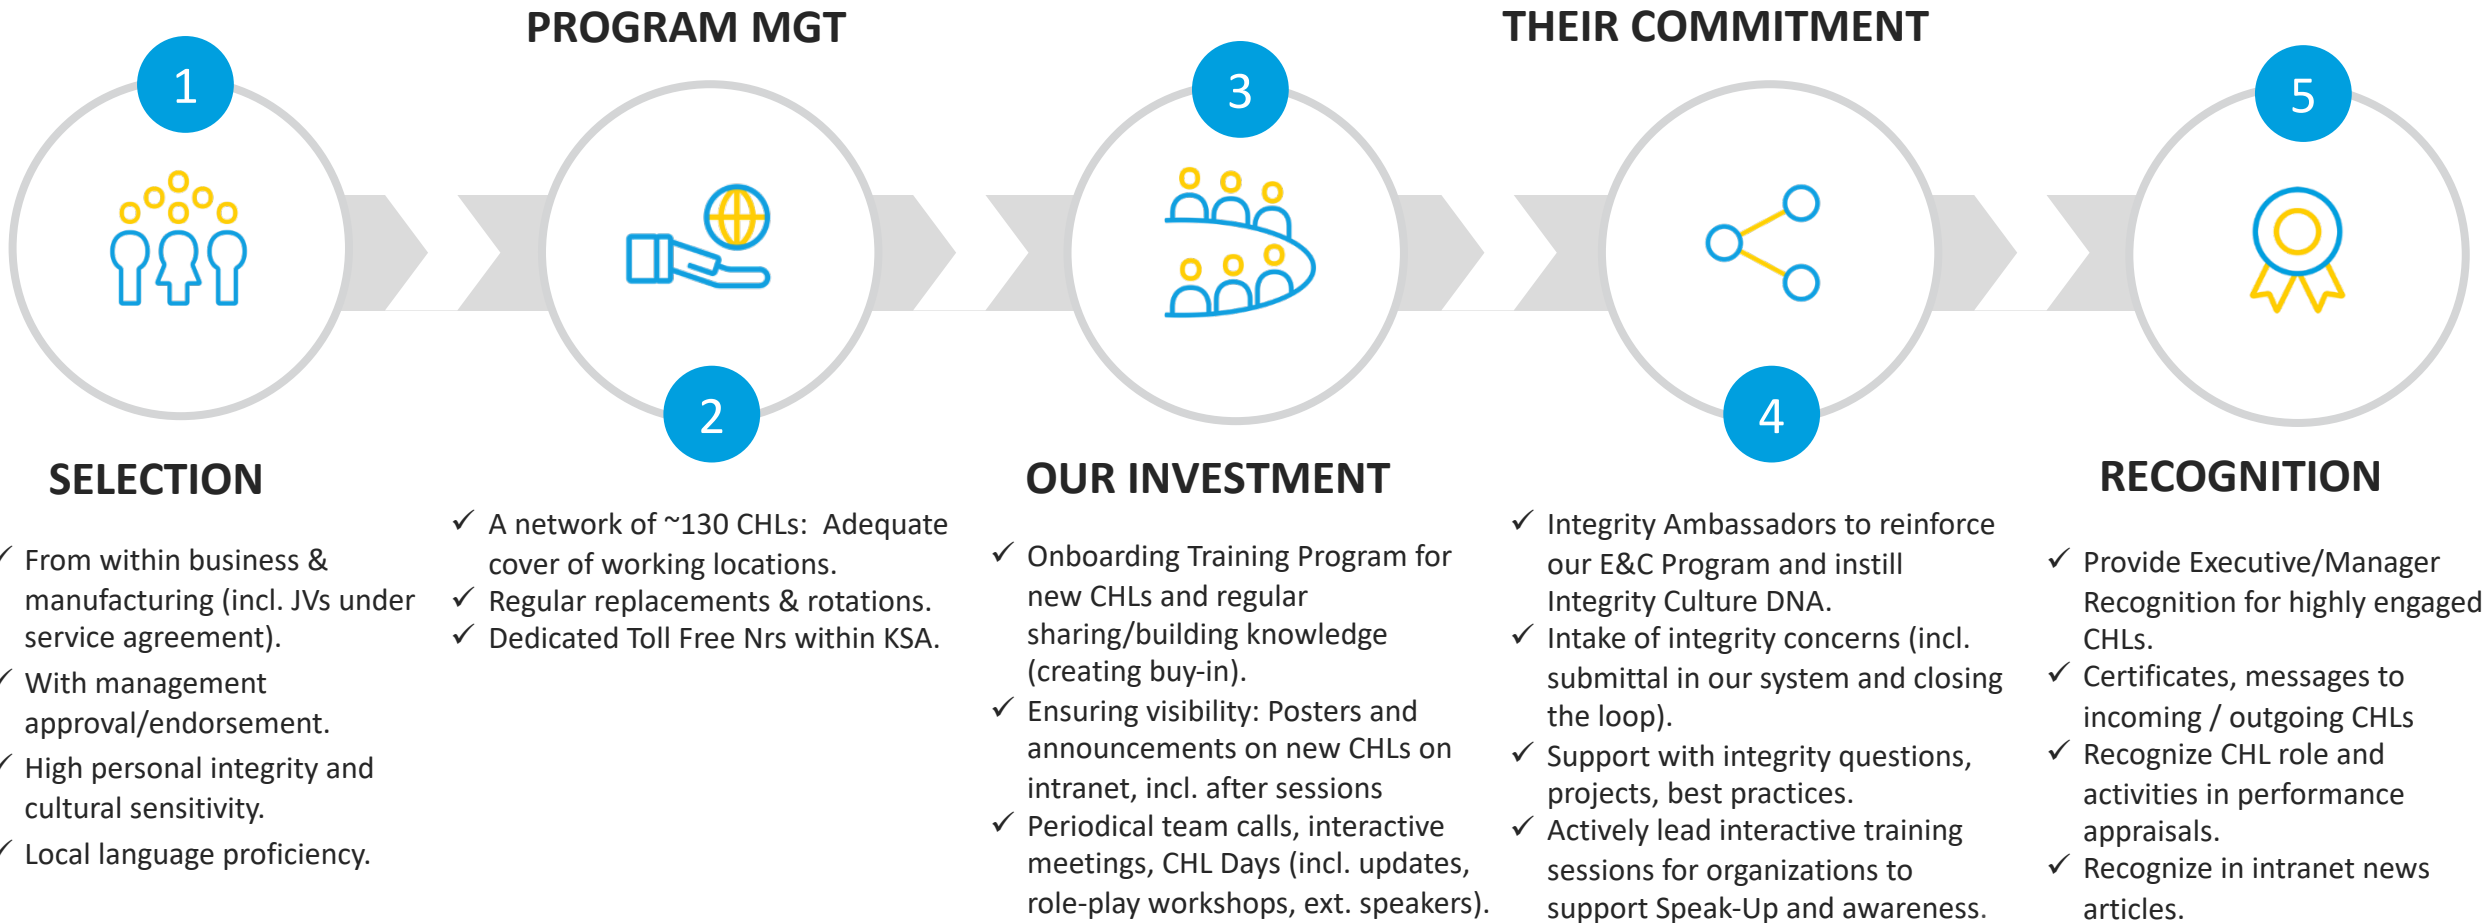 1
SELECTION
✓ From within business &
manufacturing (incl. JVs under
service agreement).
✓ With management
approval/endorsement.
✓ High personal integrity and
cultural sensitivity.
✓ Local language proficiency.
PROGRAM MGT
2
✓ A network of ~130 CHLs: Adequate
cover of working locations.
✓ Regular replacements & rotations.
✓ Dedicated Toll Free Nrs within KSA.
3
OUR INVESTMENT
✓ Onboarding Training Program for
new CHLs and regular
sharing/building knowledge
(creating buy-in).
✓ Ensuring visibility: Posters and
announcements on new CHLs on
intranet, incl. after sessions
✓ Periodical team calls, interactive
meetings, CHL Days (incl. updates,
role-play workshops, ext. speakers).
THEIR COMMITMENT
4
✓ Integrity Ambassadors to reinforce
our E&C Program and instill
Integrity Culture DNA.
✓ Intake of integrity concerns (incl.
submittal in our system and closing
the loop).
✓ Support with integrity questions,
projects, best practices.
✓ Actively lead interactive training
sessions for organizations to
support Speak-Up and awareness.
5
RECOGNITION
✓ Provide Executive/Manager
Recognition for highly engaged
CHLs.
✓ Certificates, messages to
incoming / outgoing CHLs
✓ Recognize CHL role and
activities in performance
appraisals.
✓ Recognize in intranet news
articles.